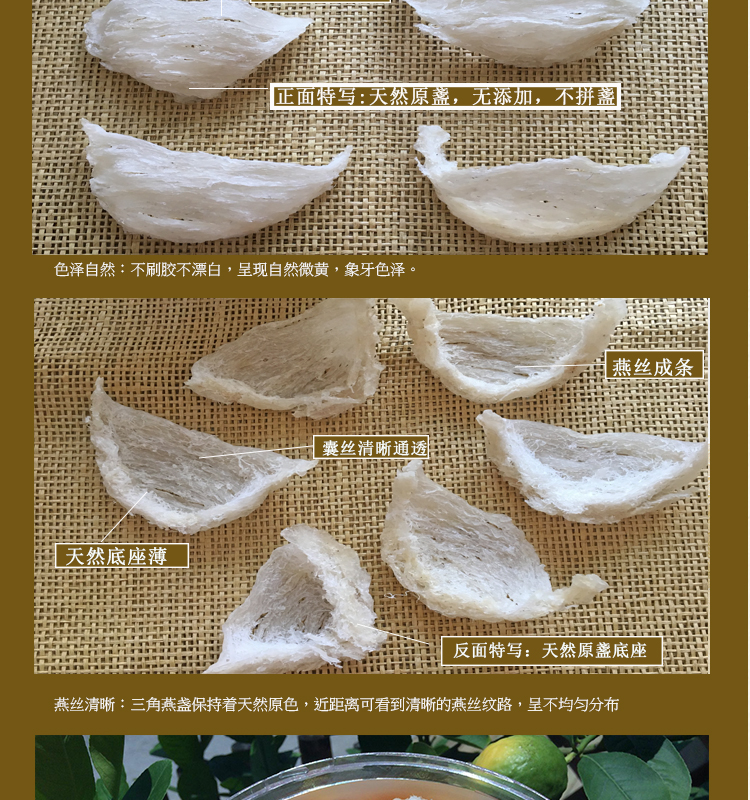 正面特写:天然原盏，无添加，不拼盏
色泽自然：不刷胶不漂白，呈现自然微黄，象牙色泽。
燕丝成条
囊丝清晰通透
天然底座薄
反面特写：天然原盏底座
燕丝清晰：三角燕盏保持着天然原色，近距离可看到清晰的燕丝纹路，呈不均匀分布